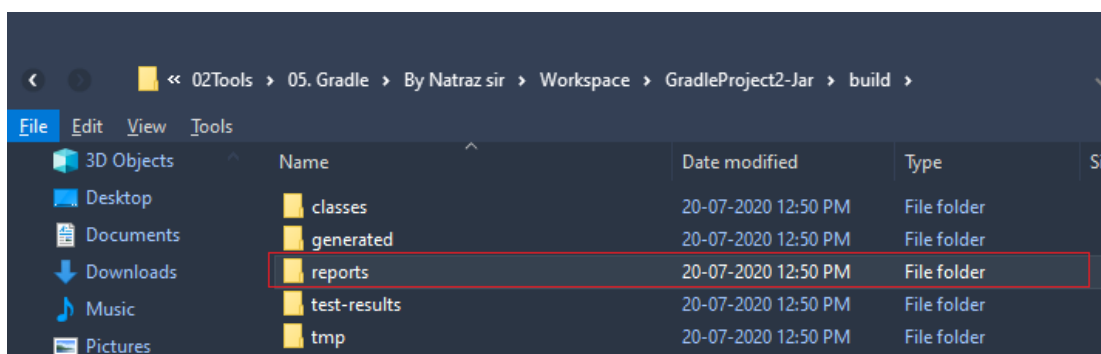 « 02Tools > 05. Gradle > By Natraz sir > Workspace > GradleProject2-Jar > build >
File Edit View Tools
3D Objects
Desktop
Documents
Downloads
Music
Pictures
Name Date modified Type
classes 20-07-2020 12:50 PM File folder
generated 20-07-2020 12:50 PM File folder
reports 20-07-2020 12:50 PM File folder
test-results 20-07-2020 12:50 PM File folder
tmp 20-07-2020 12:50 PM File folder